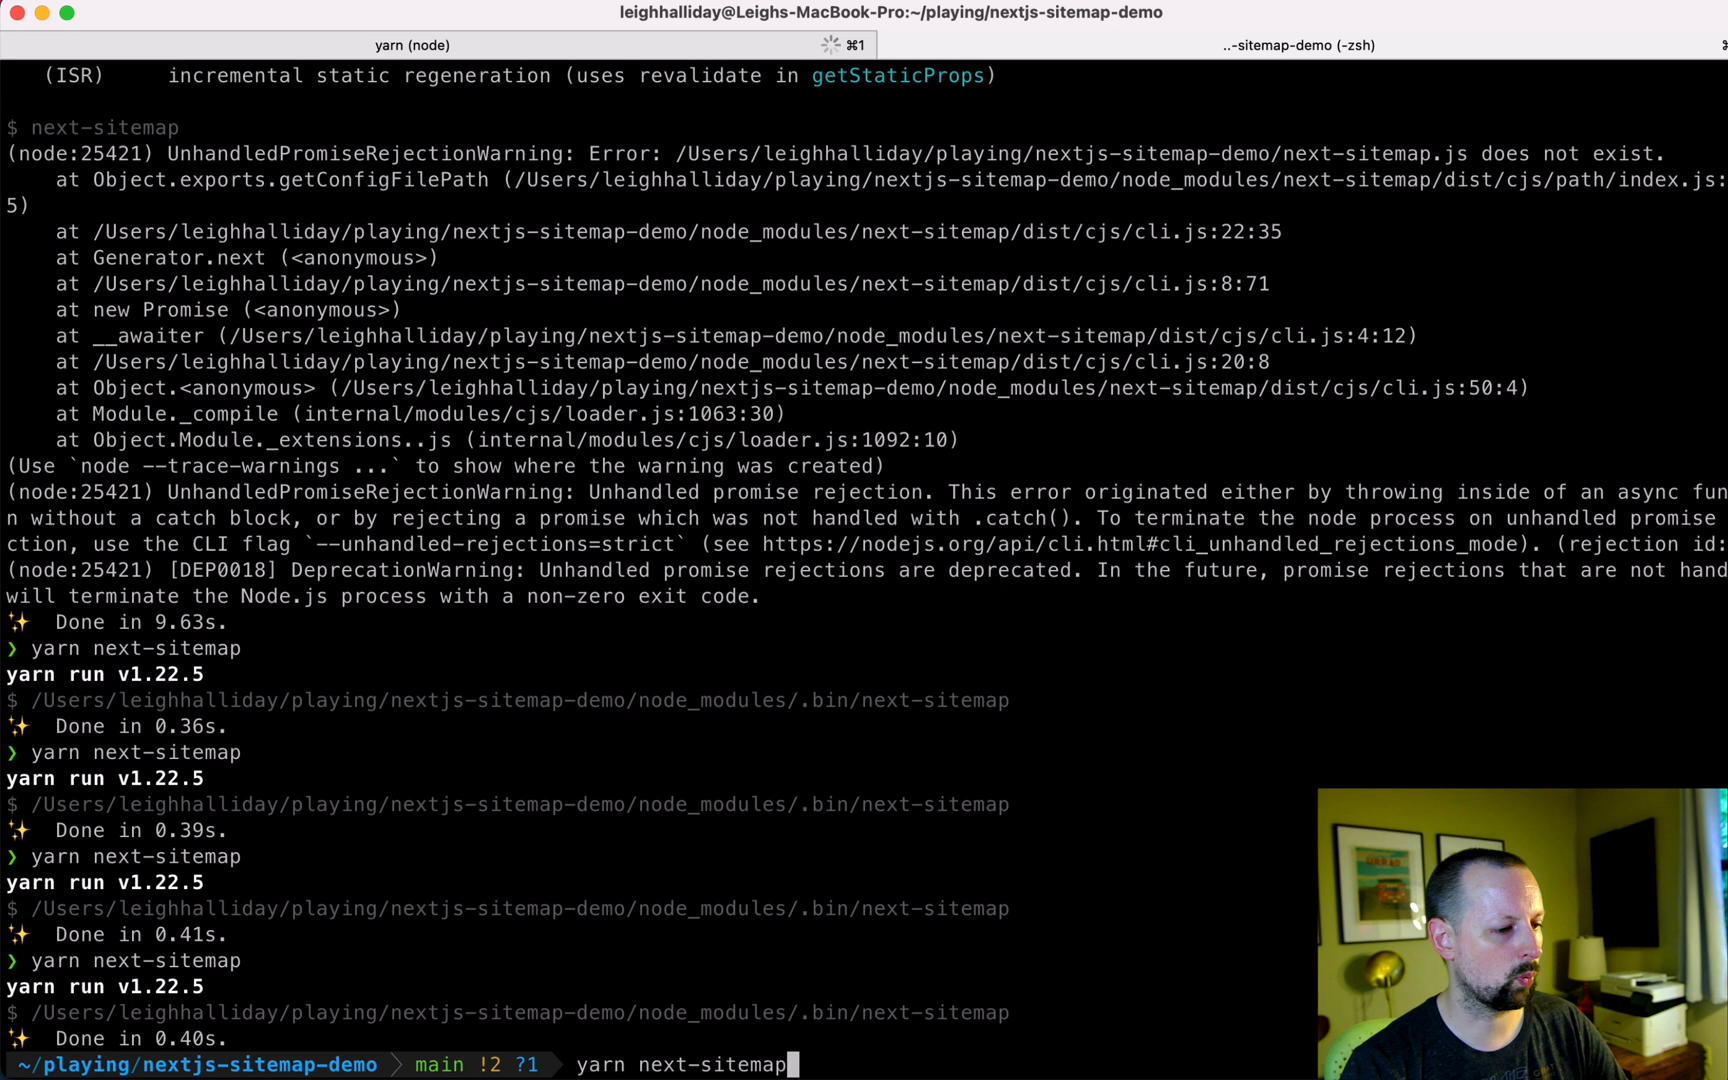 leighhalliday@Leighs-MacBook-Pro:~/playing/nextjs-sitemap-demo
yarn (node) ⌘1 ..-sitemap-demo (-zsh)
(ISR) incremental static regeneration (uses revalidate in getStaticProps)
$ next-sitemap
(node:25421) UnhandledPromiseRejectionWarning: Error: /Users/leighhalliday/playing/nextjs-sitemap-demo/next-sitemap.js does not exist.
at Object.exports.getConfigFilePath (/Users/leighhalliday/playing/nextjs-sitemap-demo/node_modules/next-sitemap/dist/cjs/path/index.js:
5)
at /Users/leighhalliday/playing/nextjs-sitemap-demo/node_modules/next-sitemap/dist/cjs/cli.js:22:35
at Generator.next (<anonymous>)
at /Users/leighhalliday/playing/nextjs-sitemap-demo/node_modules/next-sitemap/dist/cjs/cli.js:8:71
at new Promise (<anonymous>)
at __awaiter (/Users/leighhalliday/playing/nextjs-sitemap-demo/node_modules/next-sitemap/dist/cjs/cli.js:4:12)
at /Users/leighhalliday/playing/nextjs-sitemap-demo/node_modules/next-sitemap/dist/cjs/cli.js:20:8
at Object.<anonymous> (/Users/leighhalliday/playing/nextjs-sitemap-demo/node_modules/next-sitemap/dist/cjs/cli.js:50:4)
at Module._compile (internal/modules/cjs/loader.js:1063:30)
at Object.Module._extensions..js (internal/modules/cjs/loader.js:1092:10)
(Use `node --trace-warnings ...` to show where the warning was created)
(node:25421) UnhandledPromiseRejectionWarning: Unhandled promise rejection. This error originated either by throwing inside of an async fun
n without a catch block, or by rejecting a promise which was not handled with .catch(). To terminate the node process on unhandled promise
ction, use the CLI flag `--unhandled-rejections=strict` (see https://nodejs.org/api/cli.html#cli_unhandled_rejections_mode). (rejection id:
(node:25421) [DEP0018] DeprecationWarning: Unhandled promise rejections are deprecated. In the future, promise rejections that are not hand
will terminate the Node.js process with a non-zero exit code.
✨ Done in 9.63s.
❯ yarn next-sitemap
yarn run v1.22.5
$ /Users/leighhalliday/playing/nextjs-sitemap-demo/node_modules/.bin/next-sitemap
✨ Done in 0.36s.
❯ yarn next-sitemap
yarn run v1.22.5
$ /Users/leighhalliday/playing/nextjs-sitemap-demo/node_modules/.bin/next-sitemap
✨ Done in 0.39s.
❯ yarn next-sitemap
yarn run v1.22.5
$ /Users/leighhalliday/playing/nextjs-sitemap-demo/node_modules/.bin/next-sitemap
✨ Done in 0.41s.
❯ yarn next-sitemap
yarn run v1.22.5
$ /Users/leighhalliday/playing/nextjs-sitemap-demo/node_modules/.bin/next-sitemap
✨ Done in 0.40s.
~/playing/nextjs-sitemap-demo main !2 ?1 yarn next-sitemap